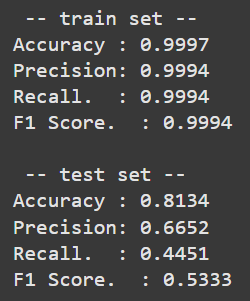 -- train set --
Accuracy : 0.9997
Precision: 0.9994
Recall.  : 0.9994
F1 Score.  : 0.9994

-- test set --
Accuracy : 0.8134
Precision: 0.6652
Recall.  : 0.4451
F1 Score.  : 0.5333